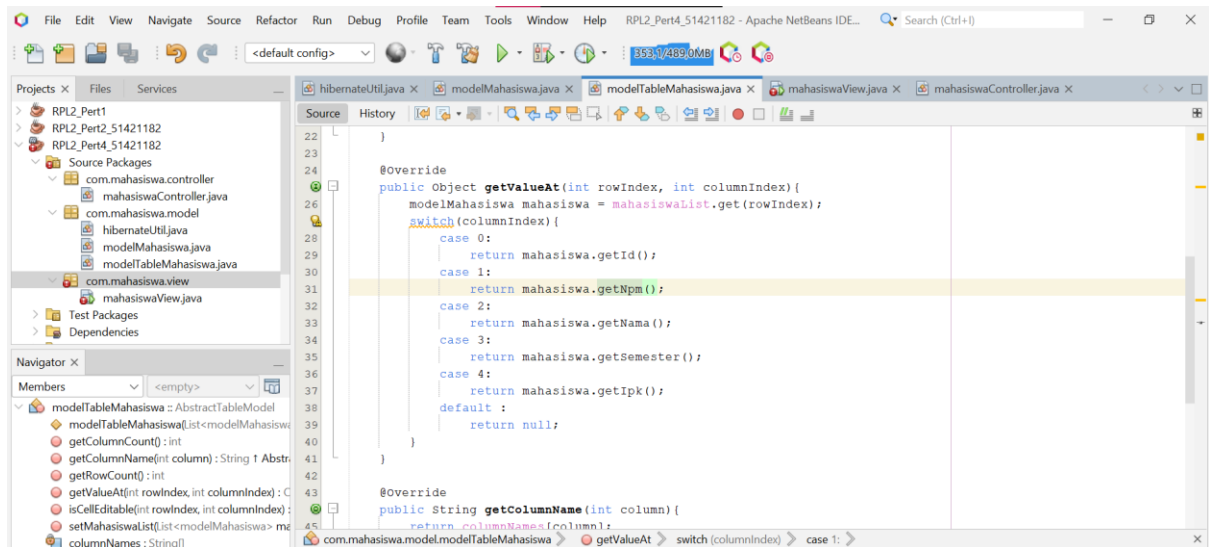 File Edit View Navigate Source Refactor Run Debug Profile Team Tools Window Help RPL2_Pert4_51421182 - Apache NetBeans IDE... Search (Ctrl+I)
<default config> 353,1/489,0MB
Projects Files Services
hibernateUtil.java modelMahasiswa.java modelTableMahasiswa.java mahasiswaView.java mahasiswaController.java
Source History
RPL2_Pert1
RPL2_Pert2_51421182
RPL2_Pert4_51421182
Source Packages
com.mahasiswa.controller
mahasiswaController.java
com.mahasiswa.model
hibernateUtil.java
modelMahasiswa.java
modelTableMahasiswa.java
com.mahasiswa.view
mahasiswaView.java
Test Packages
Dependencies
Navigator
Members <empty>
modelTableMahasiswa :: AbstractTableModel
modelTableMahasiswa(List<modelMahasiswa
getColumnCount() : int
getColumnName(int column) : String ↑ Abstr
getRowCount() : int
getValueAt(int rowIndex, int columnIndex) : O
isCellEditable(int rowIndex, int columnIndex) :
setMahasiswaList(List<modelMahasiswa> ma
columnNames : String[]
22 }
23
24 @Override
public Object getValueAt(int rowIndex, int columnIndex){
26 modelMahasiswa mahasiswa = mahasiswaList.get(rowIndex);
switch(columnIndex){
28 case 0:
29 return mahasiswa.getId();
30 case 1:
31 return mahasiswa.getNpm();
32 case 2:
33 return mahasiswa.getNama();
34 case 3:
35 return mahasiswa.getSemester();
36 case 4:
37 return mahasiswa.getIpk();
38 default :
39 return null;
40 }
41 }
42
43 @Override
public String getColumnName(int column){
45 return columnNames[column];
com.mahasiswa.model.modelTableMahasiswa getValueAt switch (columnIndex) case 1: